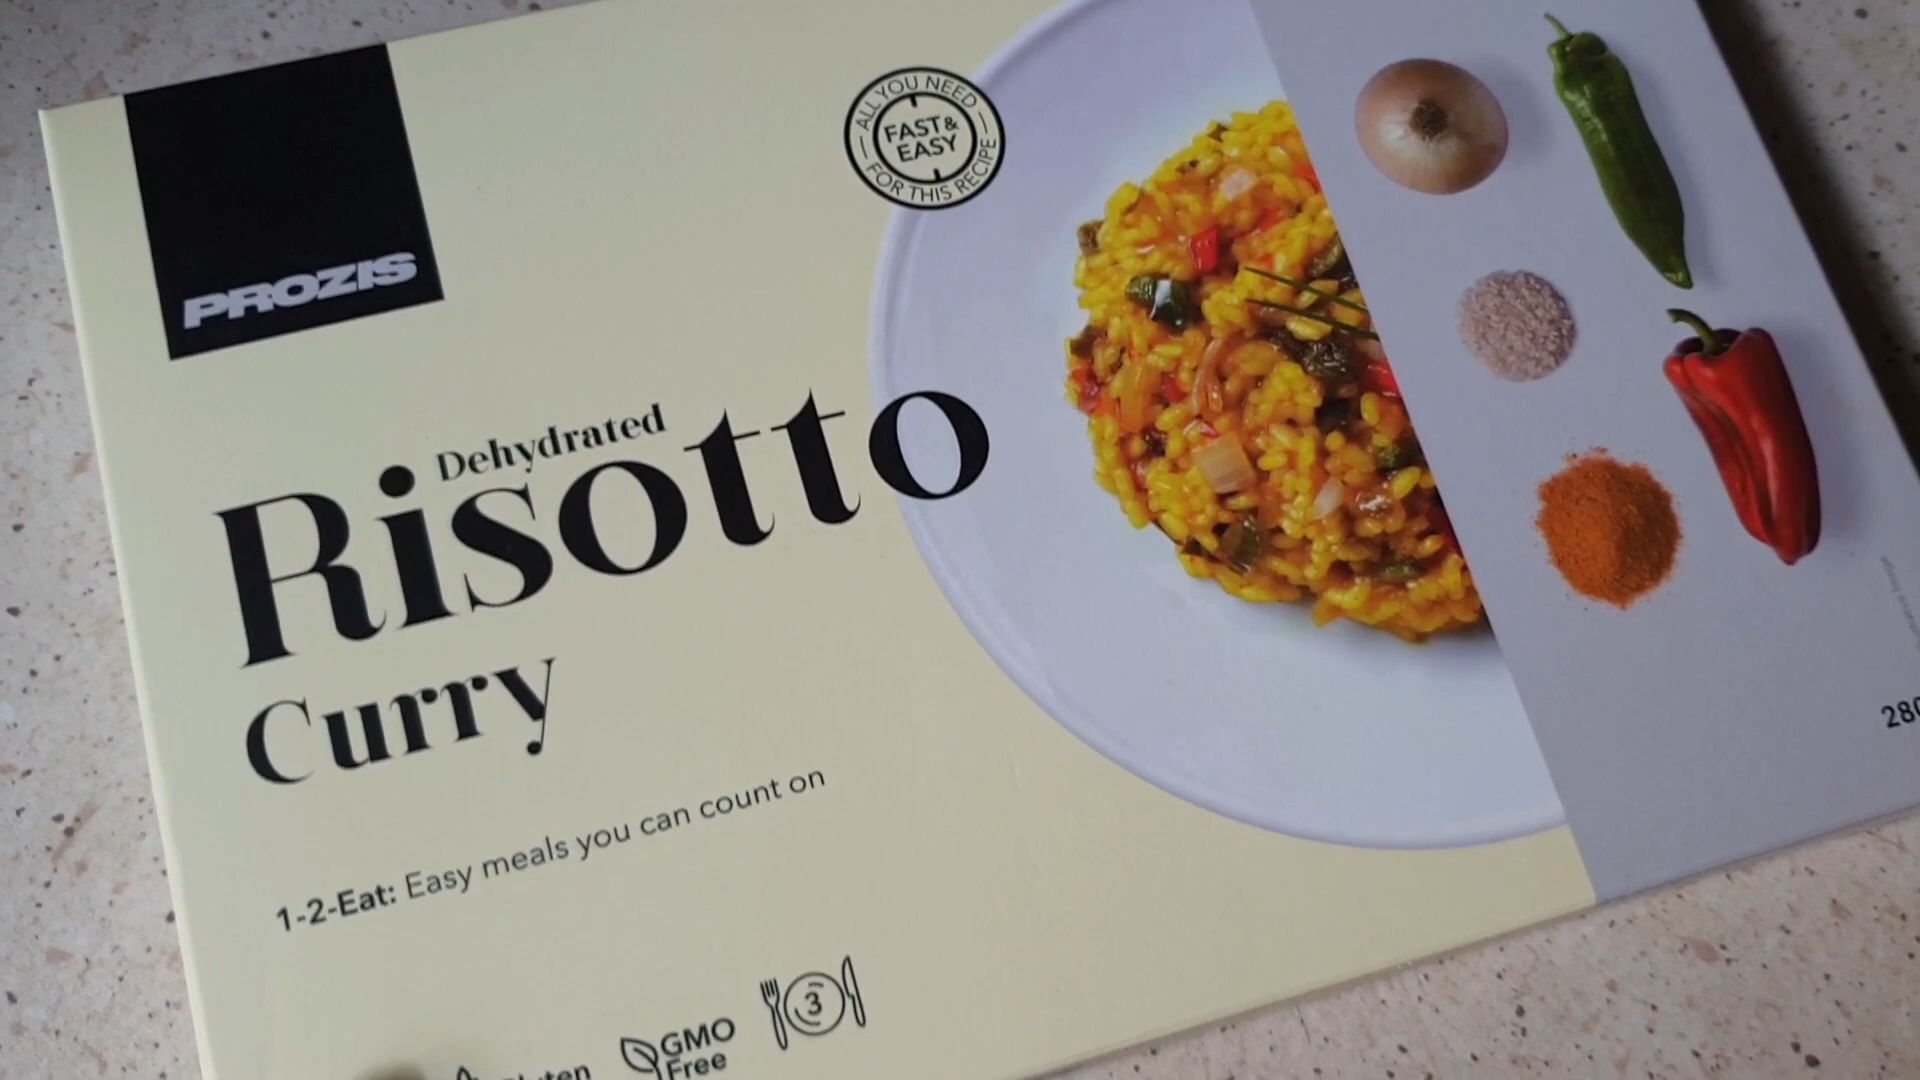 PROZIS
ALL YOU NEED
FAST&
EASY
FOR THIS RECIPE
Dehydrated
Risotto
Curry
1-2-Eat: Easy meals you can count on
3
GMO
Free